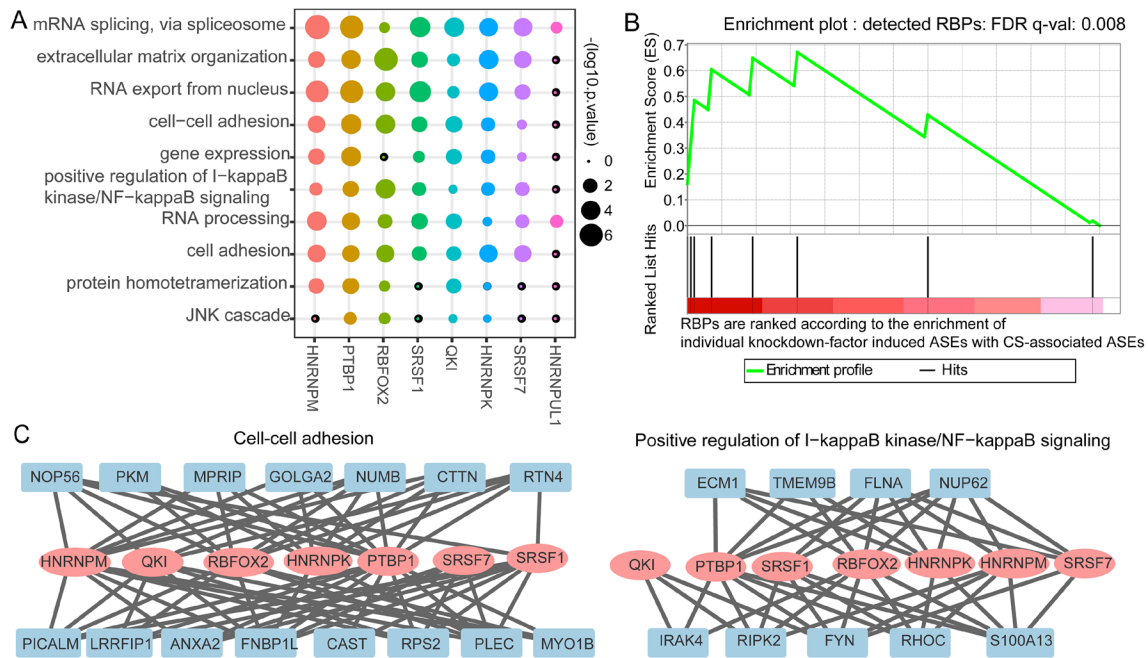 A
mRNA splicing, via spliceosome
extracellular matrix organization
RNA export from nucleus
cell−cell adhesion
gene expression
positive regulation of I−kappaB
kinase/NF−kappaB signaling
RNA processing
cell adhesion
protein homotetramerization
JNK cascade
HNRNPM
PTBP1
RBFOX2
SRSF1
QKI
HNRNPK
SRSF7
HNRNPUL1
-(log10.p.value)
0
2
4
6
B
Enrichment plot : detected RBPs: FDR q-val: 0.008
Enrichment Score (ES)
0.7
0.6
0.5
0.4
0.3
0.2
0.1
0.0
Ranked List Hits
RBPs are ranked according to the enrichment of
individual knockdown-factor induced ASEs with CS-associated ASEs
Enrichment profile
Hits
C
Cell-cell adhesion
NOP56 PKM MPRIP GOLGA2 NUMB CTTN RTN4
HNRNPM QKI RBFOX2 HNRNPK PTBP1 SRSF7 SRSF1
PICALM LRRFIP1 ANXA2 FNBP1L CAST RPS2 PLEC MYO1B
Positive regulation of I−kappaB kinase/NF−kappaB signaling
ECM1 TMEM9B FLNA NUP62
QKI PTBP1 SRSF1 RBFOX2 HNRNPK HNRNPM SRSF7
IRAK4 RIPK2 FYN RHOC S100A13